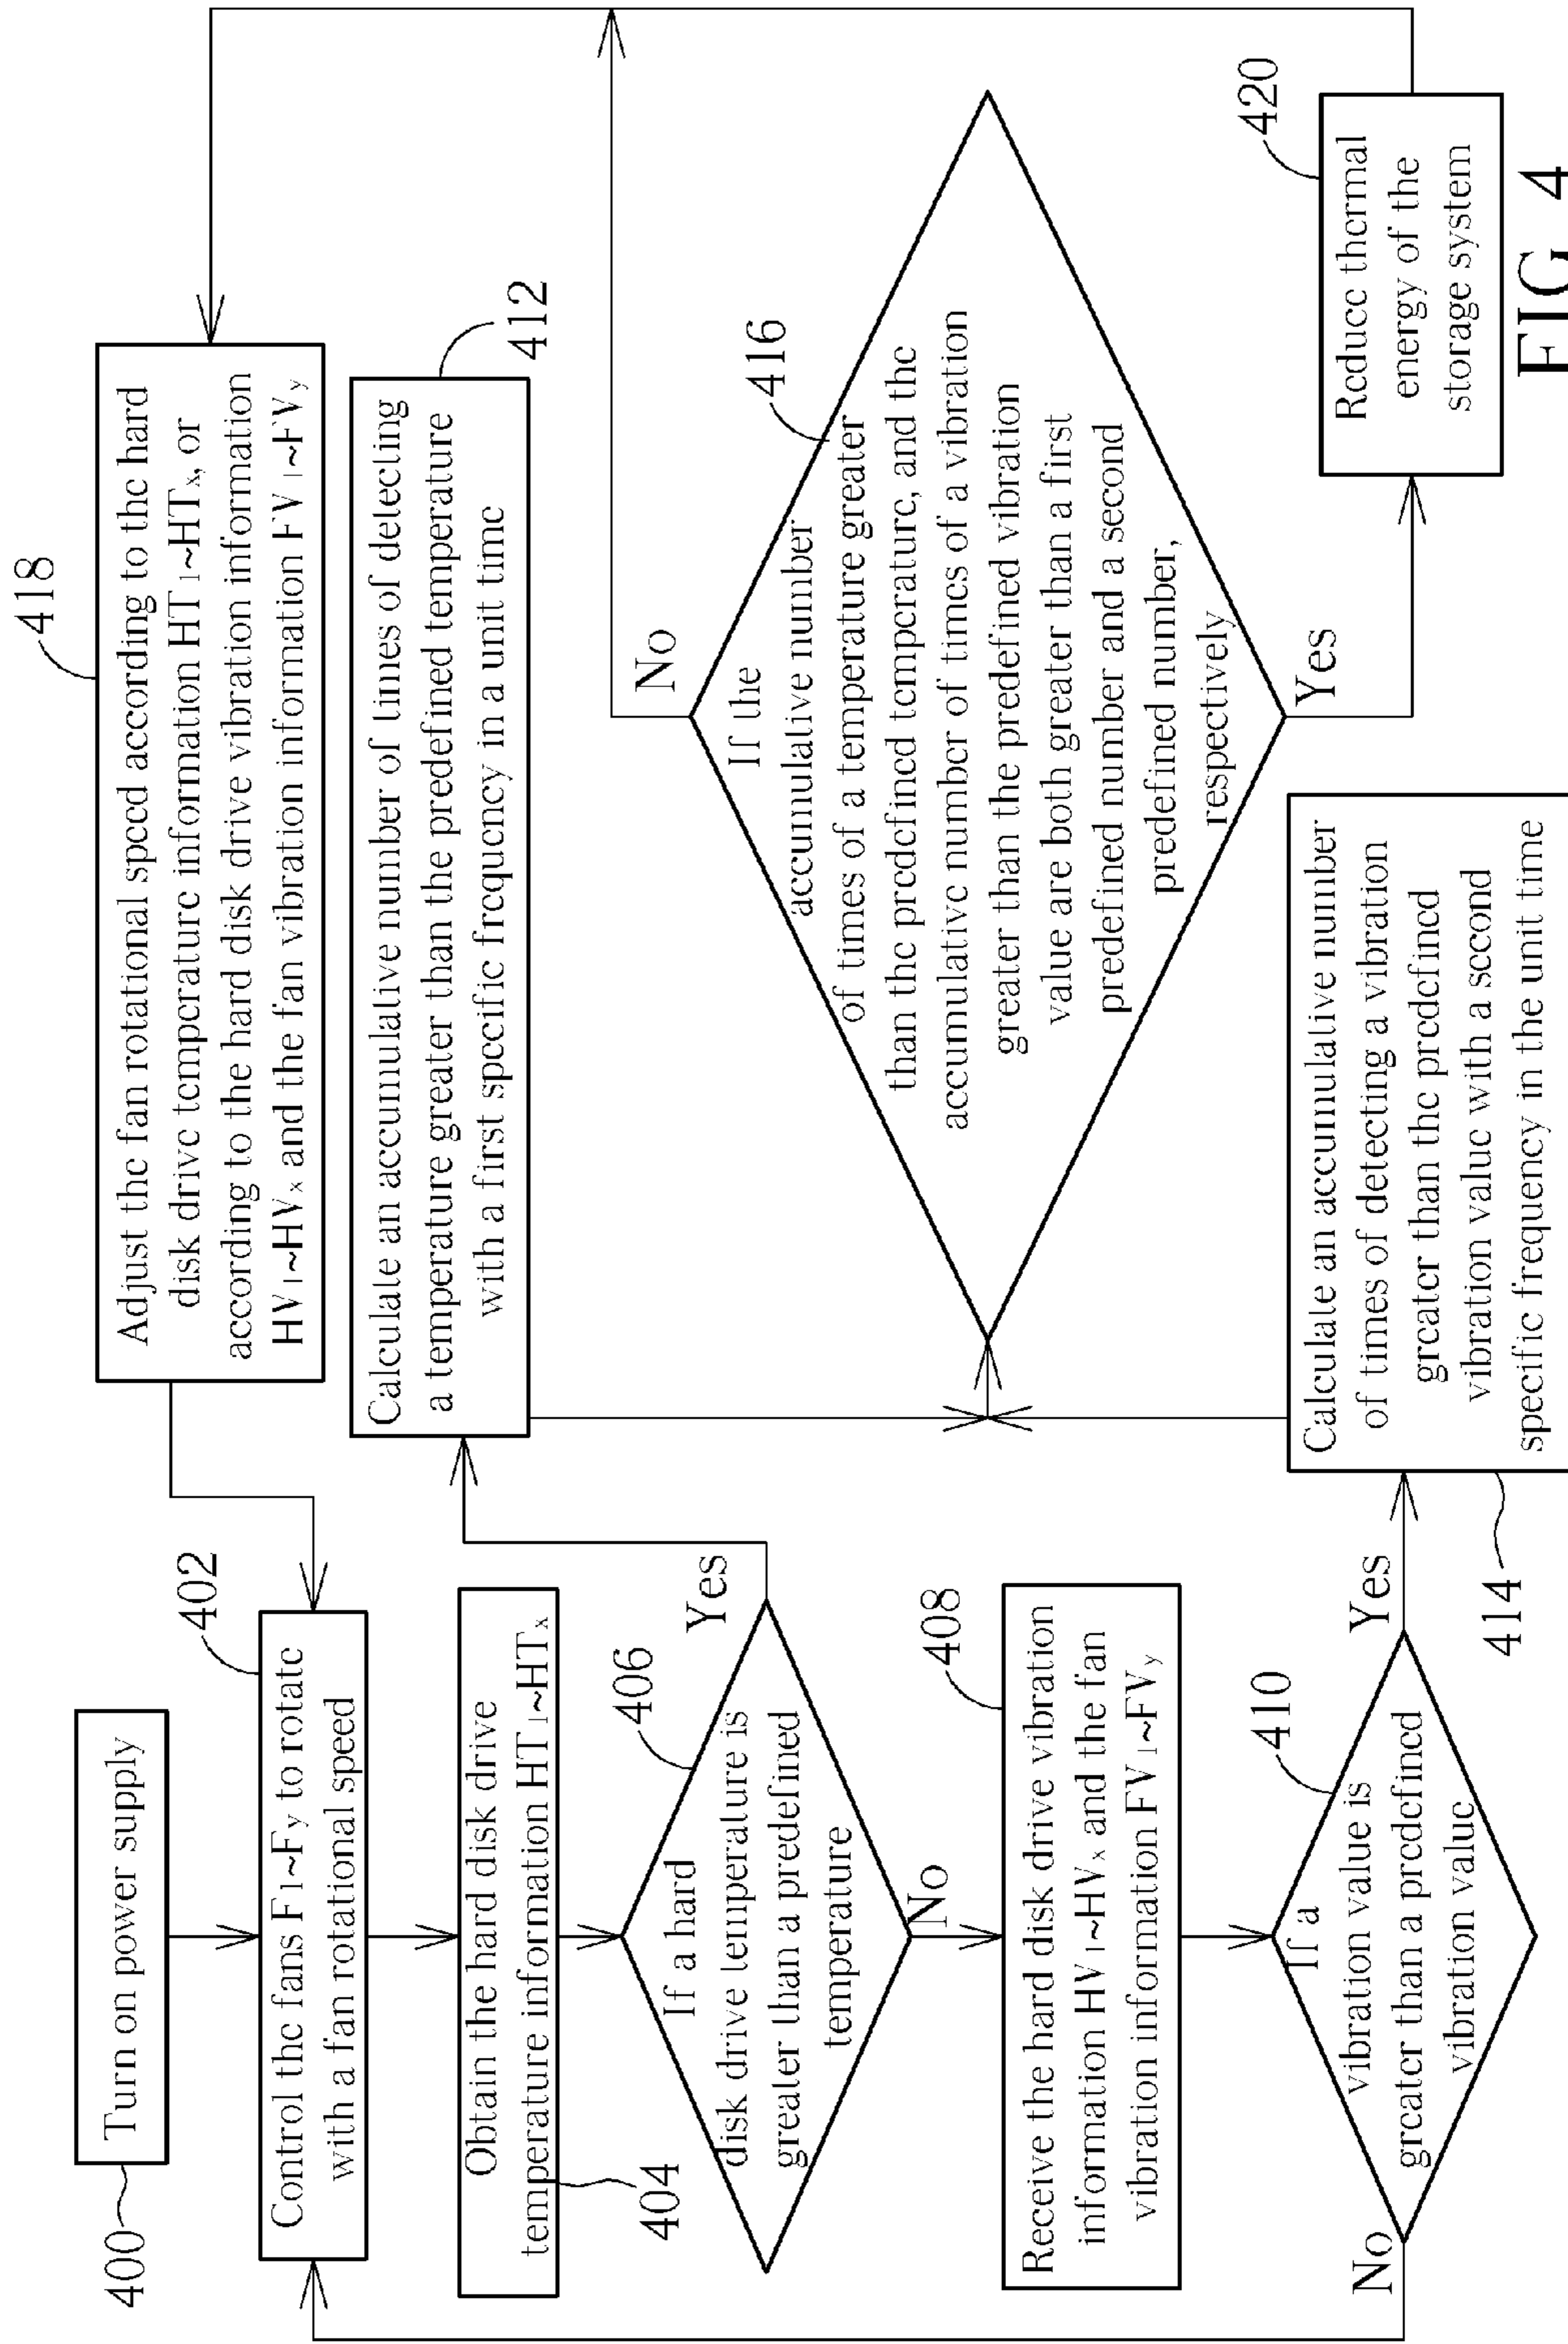 400
Turn on power supply
402
Control the fans F1~Fy to rotate
with a fan rotational speed
404
Obtain the hard disk drive
temperature information HT1~HTx
406
If a hard
disk drive temperature is
greater than a predefined
temperature
Yes
No
408
Receive the hard disk drive vibration
information HV1~HVx and the fan
vibration information FV1~FVy
410
If a
vibration value is
greater than a predefined
vibration value
No
Yes
418
Adjust the fan rotational speed according to the hard
disk drive temperature information HT1~HTx, or
according to the hard disk drive vibration information
HV1~HVx and the fan vibration information FV1~FVy
412
Calculate an accumulative number of times of detecting
a temperature greater than the predefined temperature
with a first specific frequency in a unit time
414
Calculate an accumulative number
of times of detecting a vibration
greater than the predefined
vibration value with a second
specific frequency in the unit time
416
If the
accumulative number
of times of a temperature greater
than the predefined temperature, and the
accumulative number of times of a vibration
greater than the predefined vibration
value are both greater than a first
predefined number and a second
predefined number,
respectively
No
Yes
420
Reduce thermal
energy of the
storage system
FIG. 4